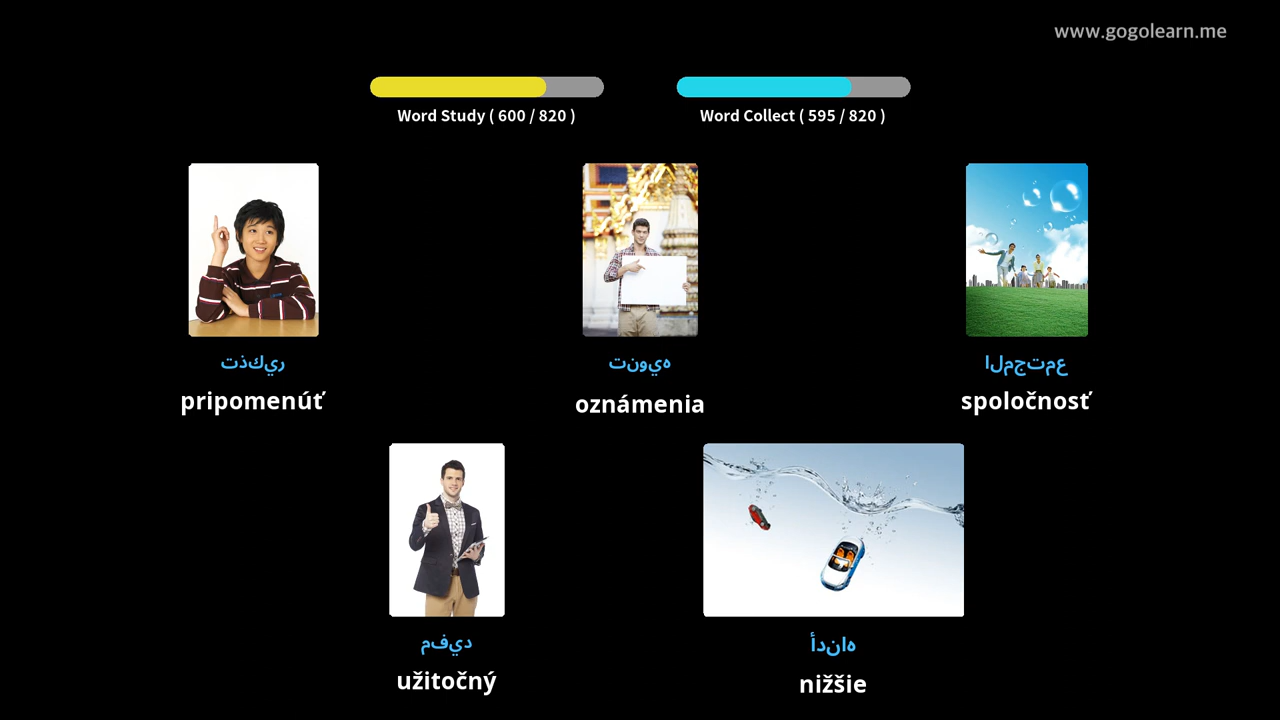 www.gogolearn.me
Word Study ( 600 / 820 )
Word Collect ( 595 / 820 )
تذكير
pripomenúť
تنويه
oznámenia
المجتمع
spoločnosť
مفيد
užitočný
أدناه
nižšie